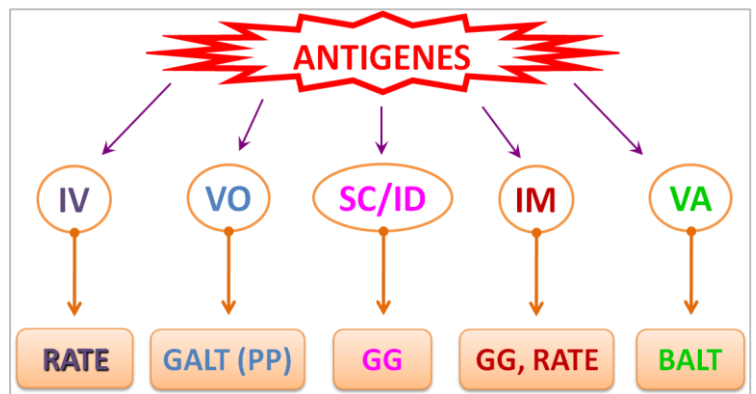 ANTIGENES
IV VO SC/ID IM VA
RATE GALT (PP) GG GG, RATE BALT